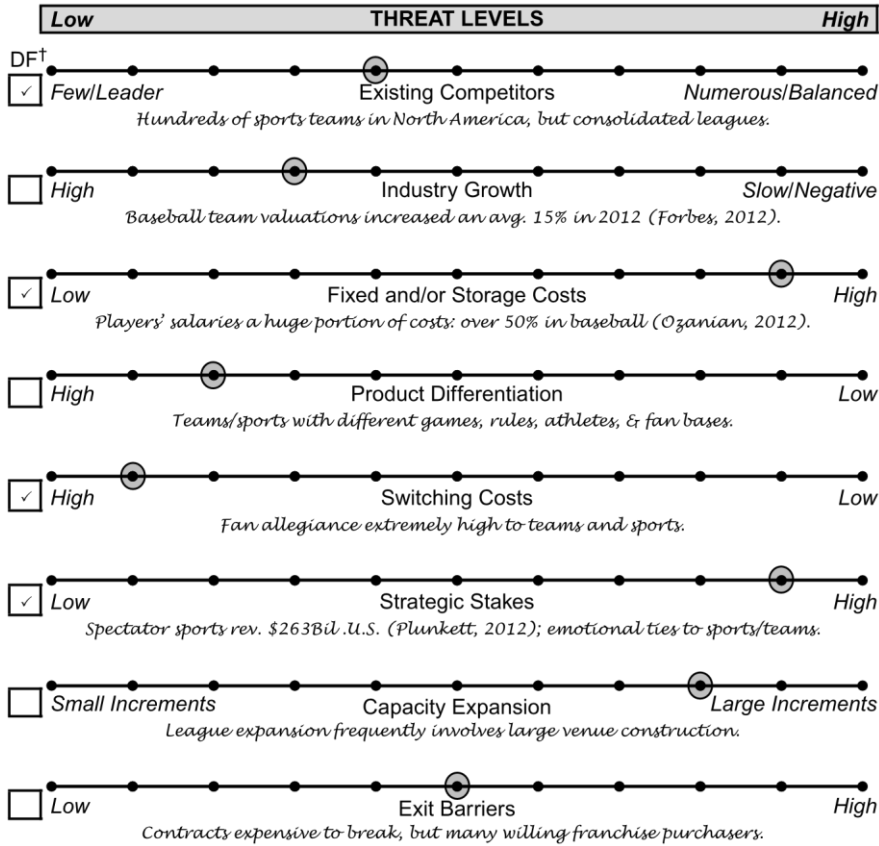 Low THREAT LEVELS High
DF†
✓ Few/Leader Existing Competitors Numerous/Balanced
Hundreds of sports teams in North America, but consolidated leagues.
High Industry Growth Slow/Negative
Baseball team valuations increased an avg. 15% in 2012 (Forbes, 2012).
✓ Low Fixed and/or Storage Costs High
Players' salaries a huge portion of costs: over 50% in baseball (Ozanian, 2012).
High Product Differentiation Low
Teams/sports with different games, rules, athletes, & fan bases.
✓ High Switching Costs Low
Fan allegiance extremely high to teams and sports.
✓ Low Strategic Stakes High
Spectator sports rev. $263Bil .U.S. (Plunkett, 2012); emotional ties to sports/teams.
Small Increments Capacity Expansion Large Increments
League expansion frequently involves large venue construction.
Low Exit Barriers High
Contracts expensive to break, but many willing franchise purchasers.